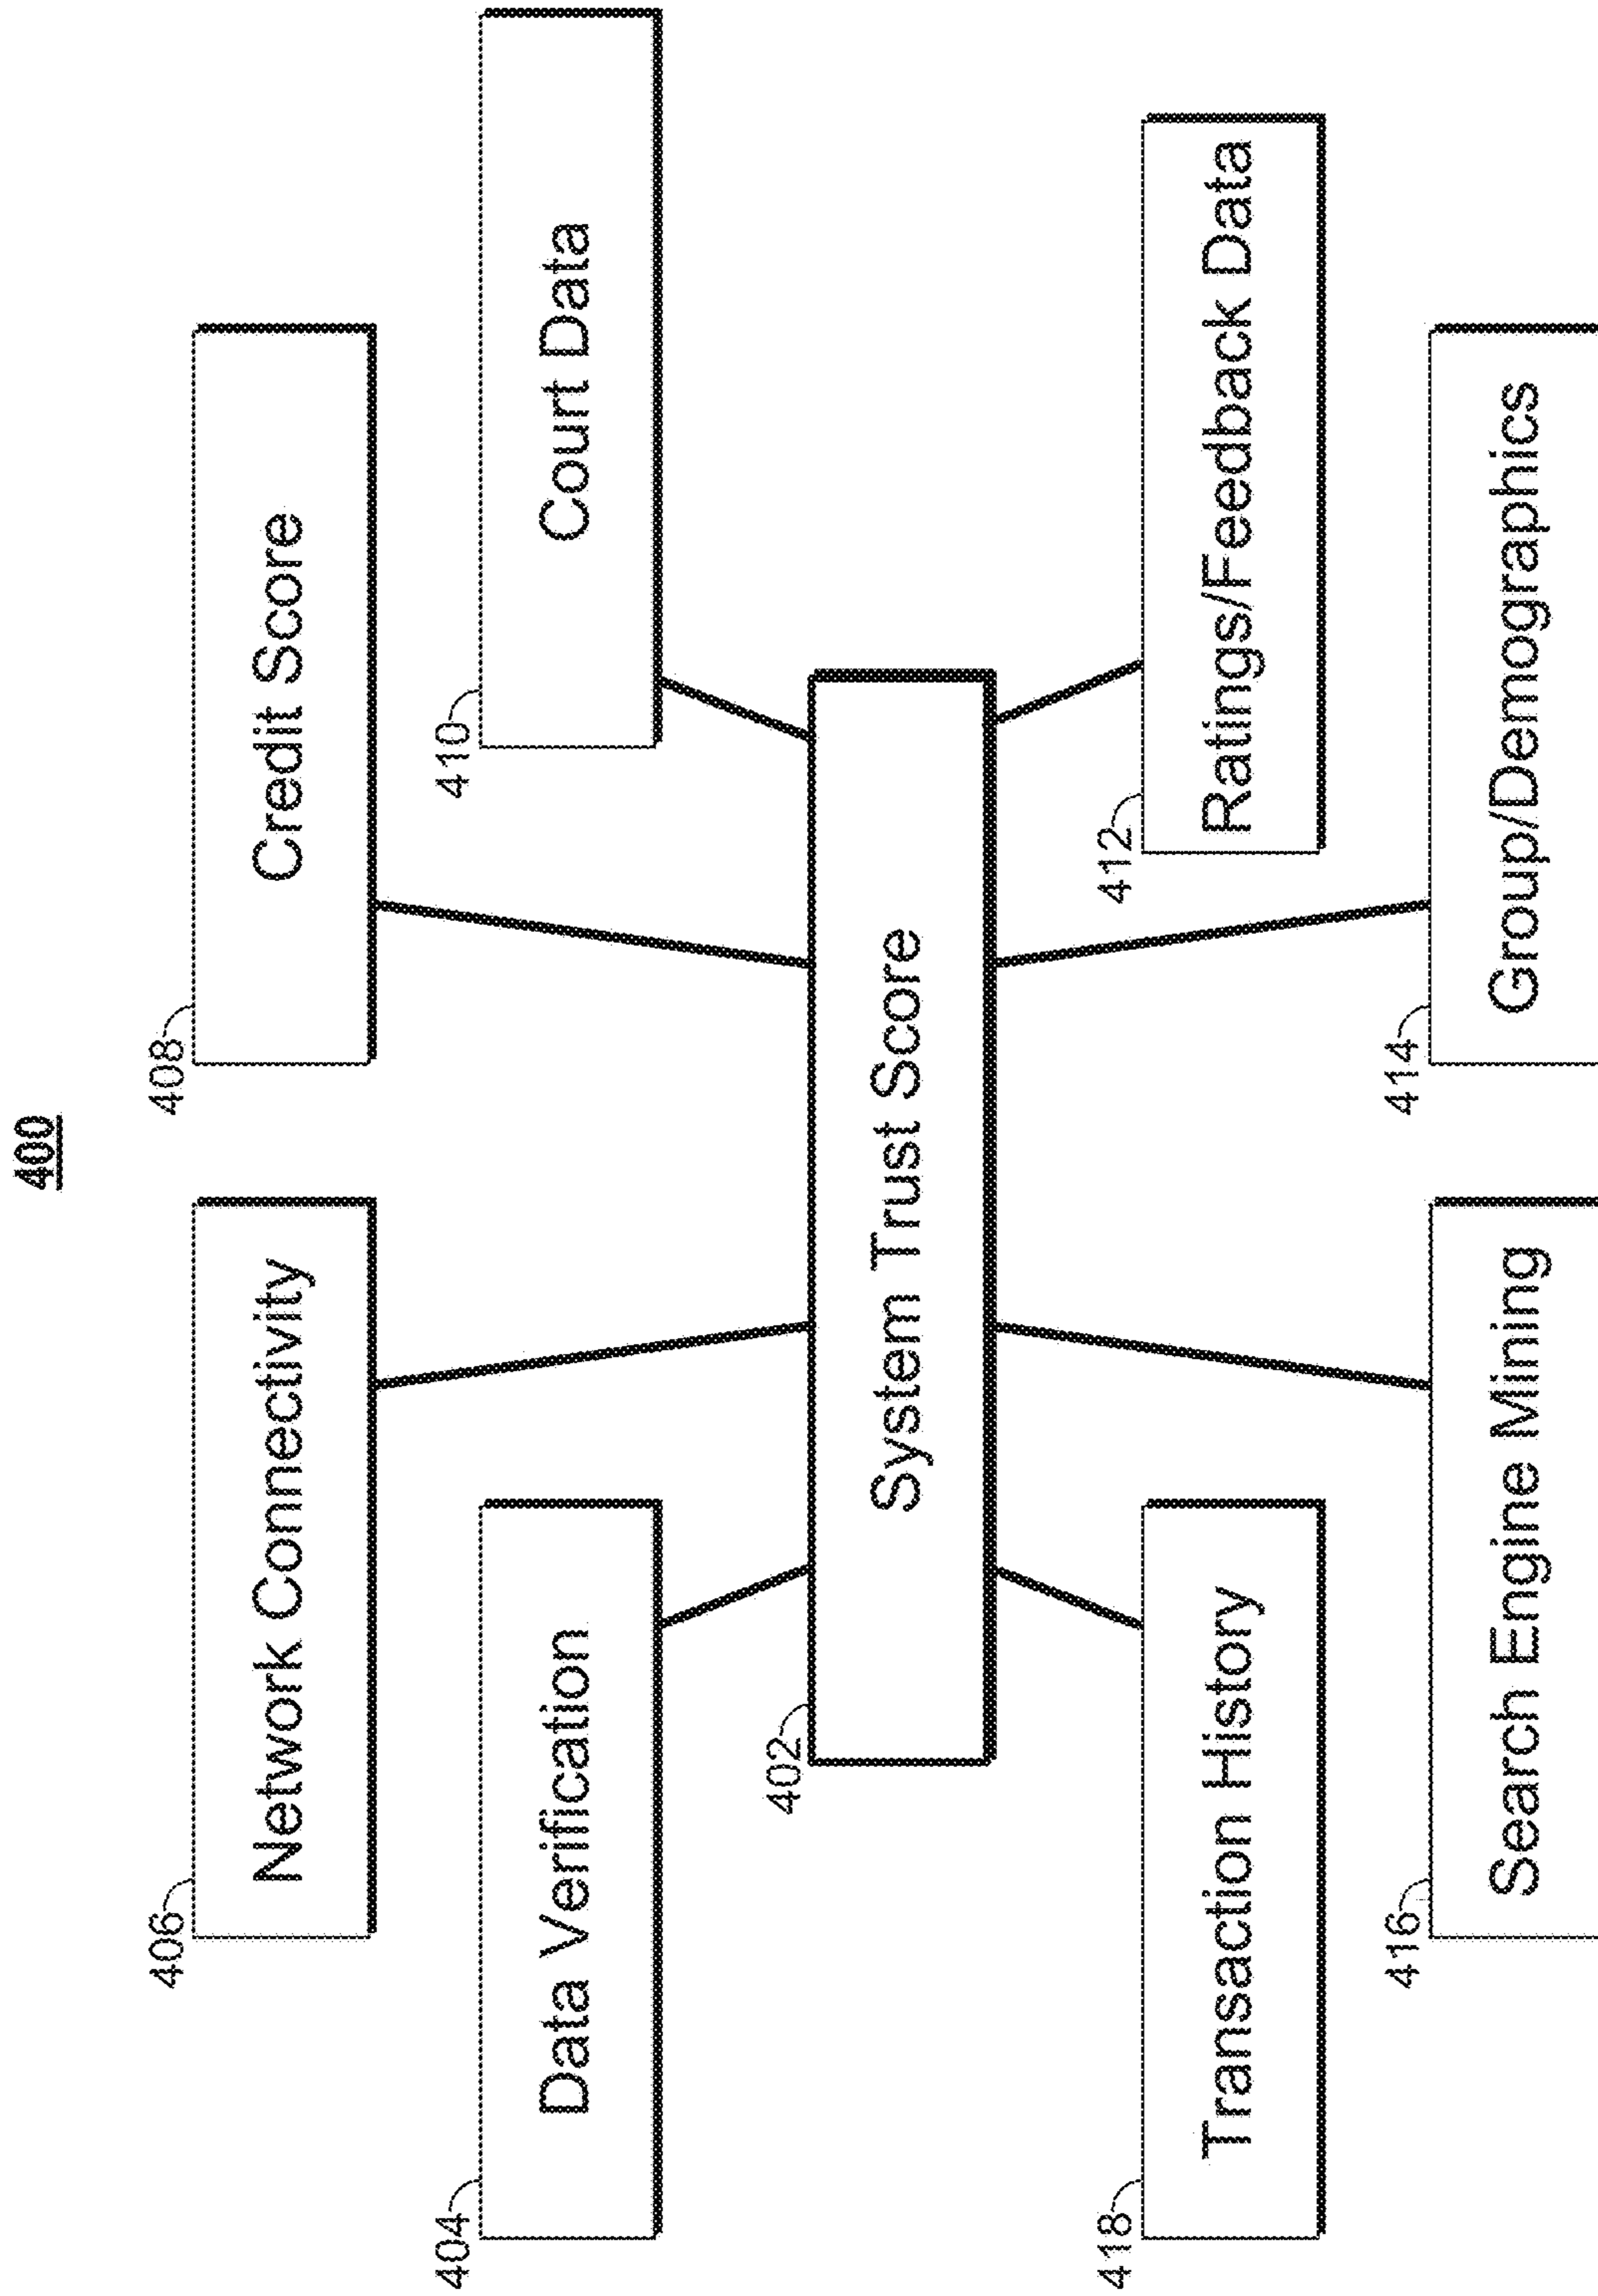 400
406
Network Connectivity
408
Credit Score
404
Data Verification
410
Court Data
402
System Trust Score
418
Transaction History
412
Ratings/Feedback Data
416
Search Engine Mining
414
Group/Demographics